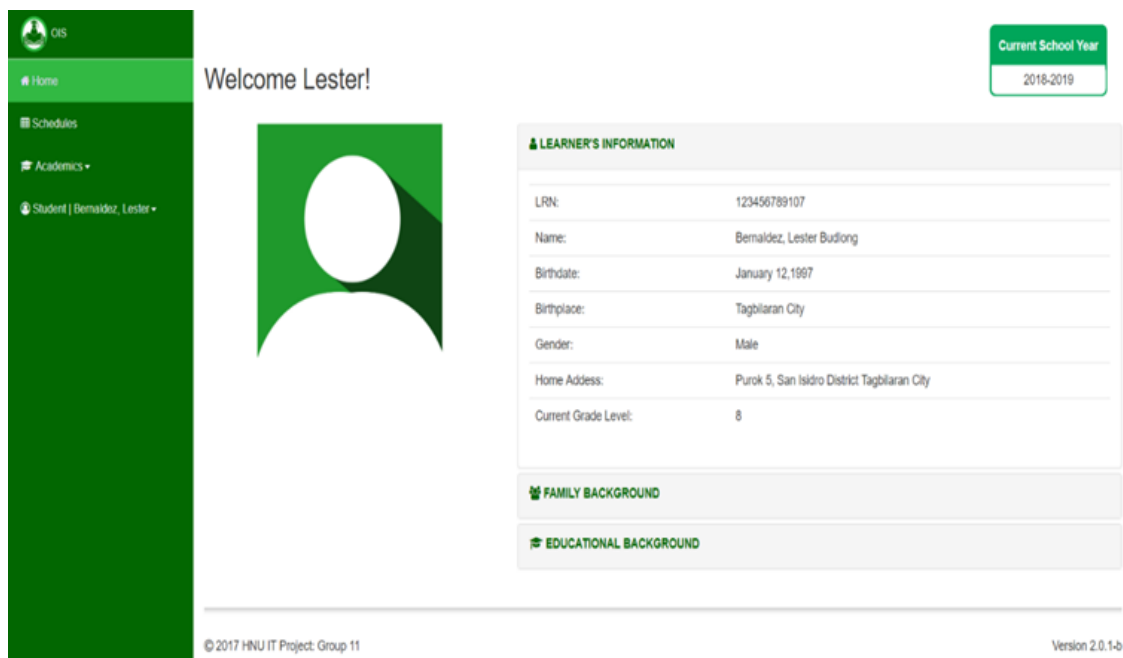 OIS
Home
Schedules
Academics
Student | Bernaldez, Lester
Welcome Lester!
Current School Year
2018-2019
LEARNER'S INFORMATION
LRN: 123456789107
Name: Bernaldez, Lester Budlong
Birthdate: January 12,1997
Birthplace: Tagbilaran City
Gender: Male
Home Addess: Purok 5, San Isidro District Tagbilaran City
Current Grade Level: 8
FAMILY BACKGROUND
EDUCATIONAL BACKGROUND
© 2017 HNU IT Project: Group 11 Version 2.0.1-b